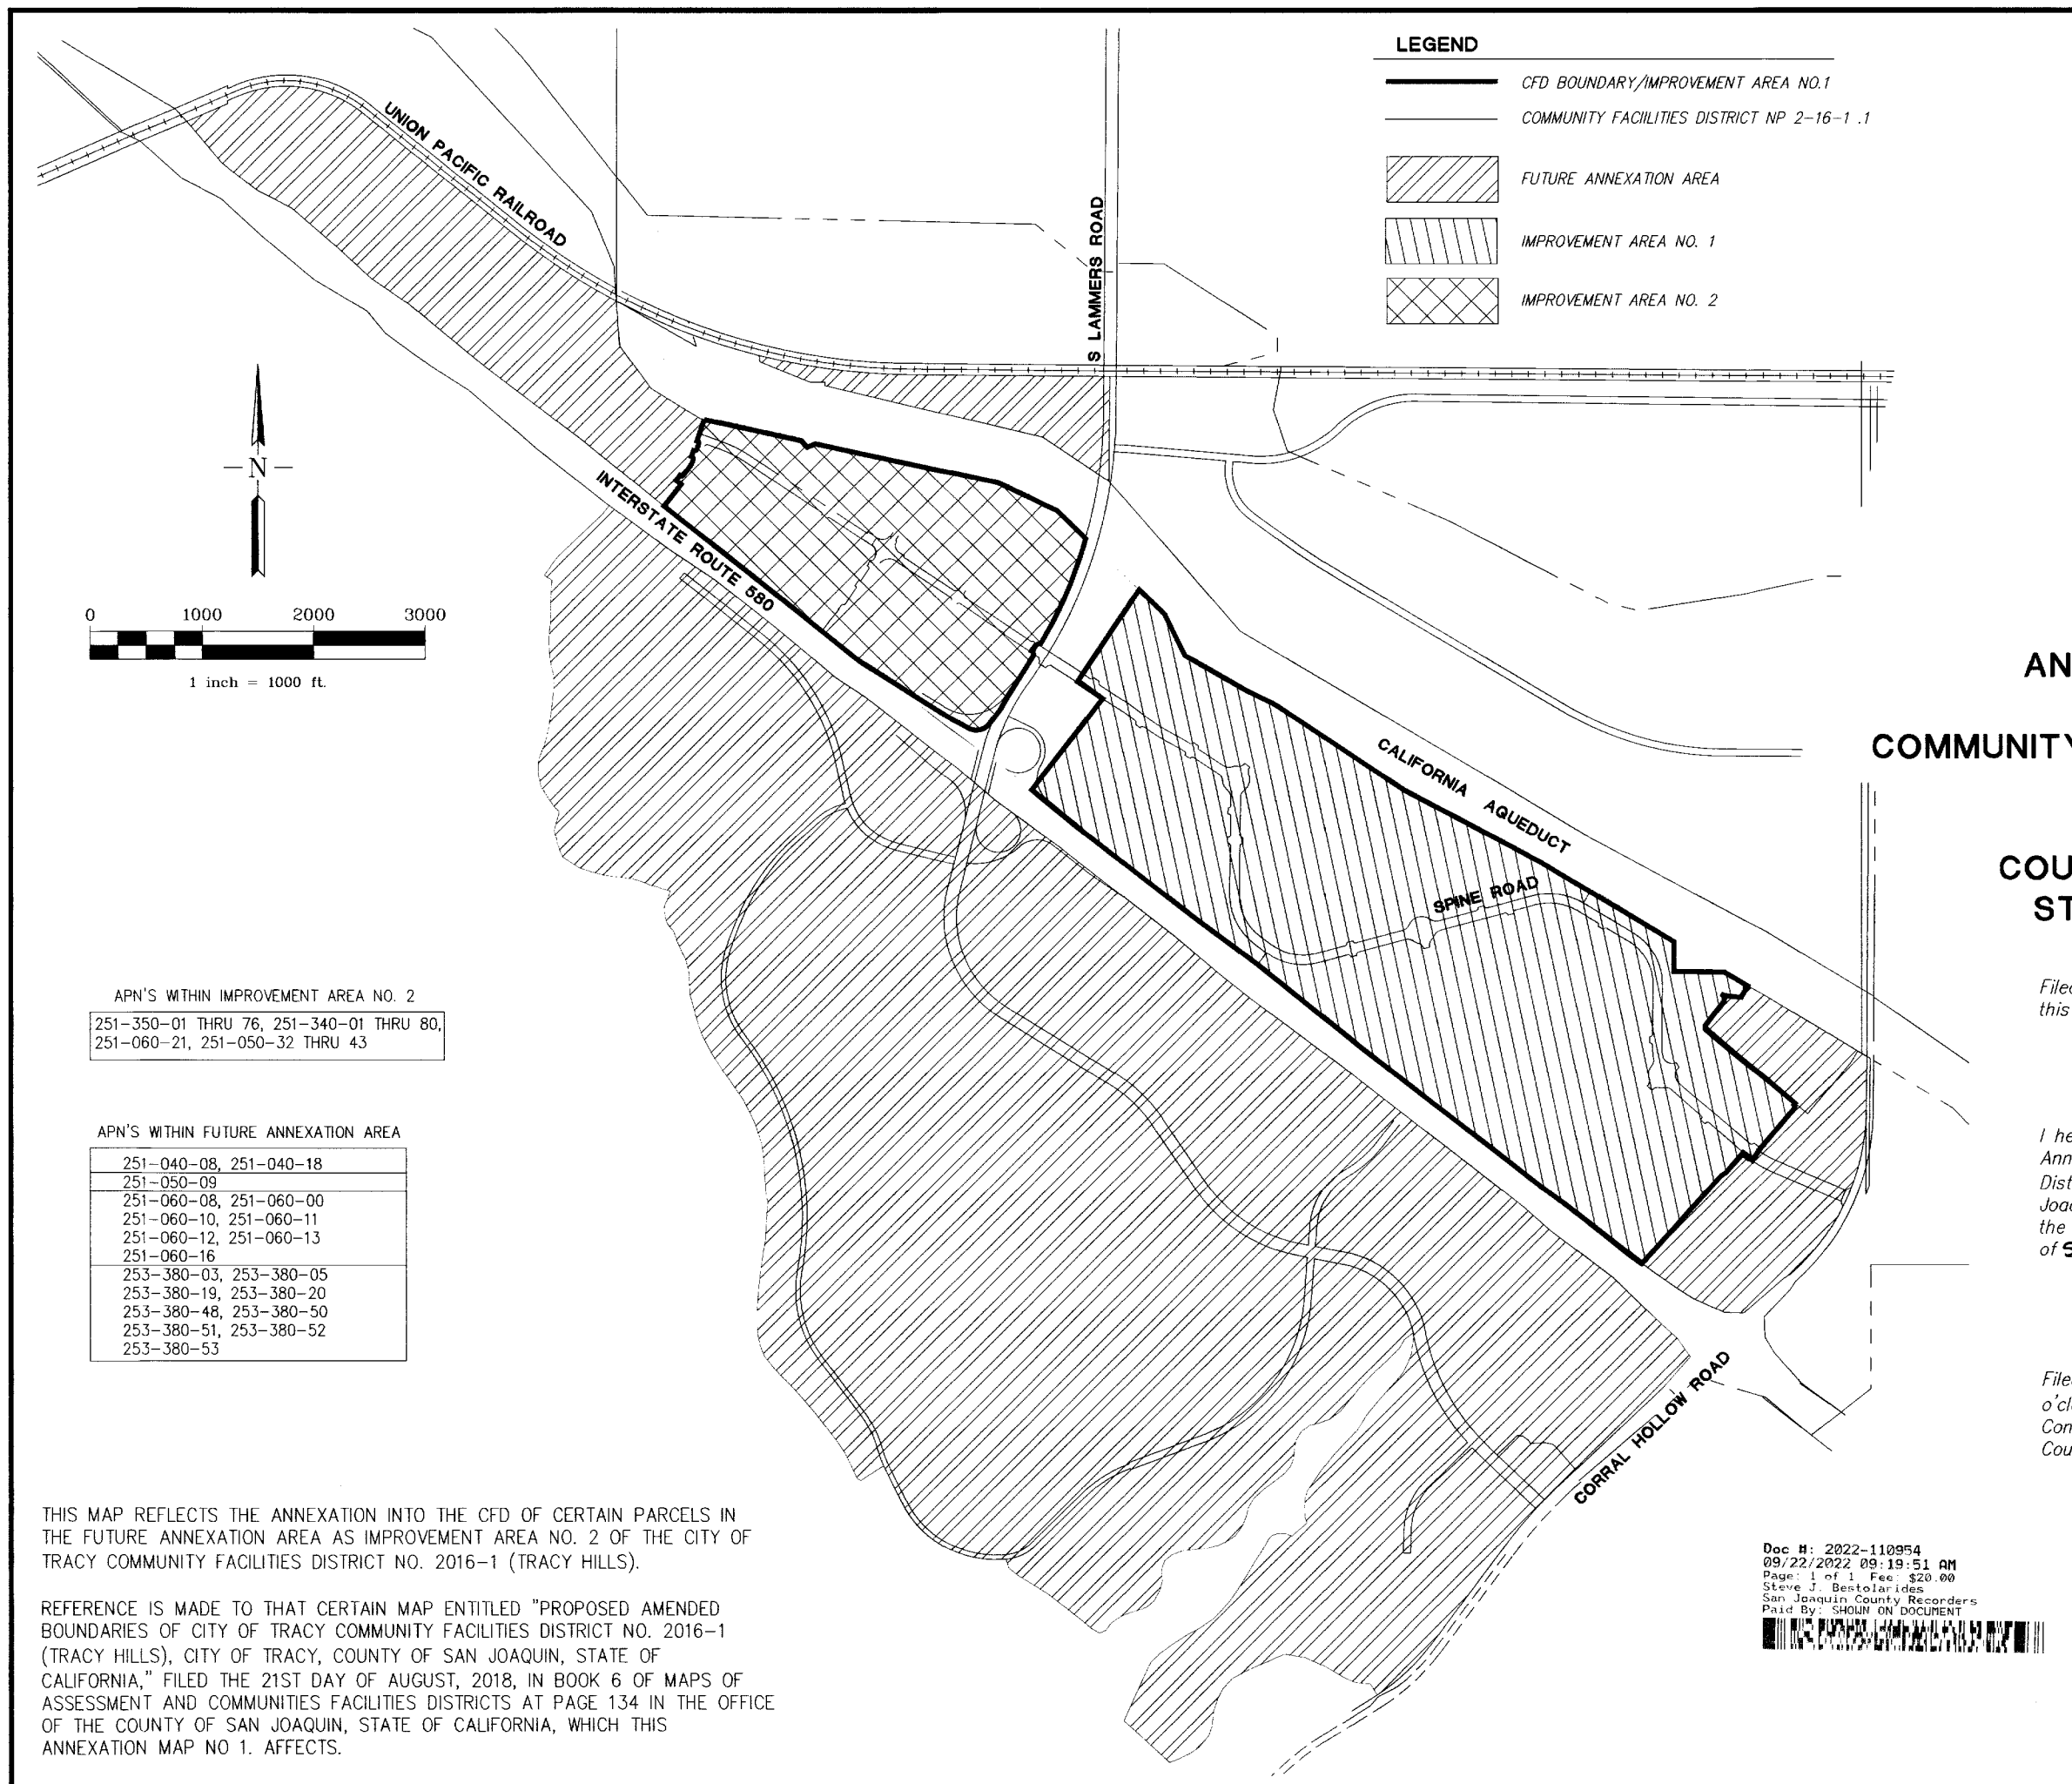 LEGEND
CFD BOUNDARY/IMPROVEMENT AREA NO.1
COMMUNITY FACIILITIES DISTRICT NP 2-16-1 .1
FUTURE ANNEXATION AREA
IMPROVEMENT AREA NO. 1
IMPROVEMENT AREA NO. 2
UNION PACIFIC RAILROAD
S LAMMERS ROAD
INTERSTATE ROUTE 580
CALIFORNIA AQUEDUCT
SPINE ROAD
CORRAL HOLLOW ROAD
N
0 1000 2000 3000
1 inch = 1000 ft.
APN'S WITHIN IMPROVEMENT AREA NO. 2
251-350-01 THRU 76, 251-340-01 THRU 80,
251-060-21, 251-050-32 THRU 43
APN'S WITHIN FUTURE ANNEXATION AREA
251-040-08, 251-040-18
251-050-09
251-060-08, 251-060-00
251-060-10, 251-060-11
251-060-12, 251-060-13
251-060-16
253-380-03, 253-380-05
253-380-19, 253-380-20
253-380-48, 253-380-50
253-380-51, 253-380-52
253-380-53
THIS MAP REFLECTS THE ANNEXATION INTO THE CFD OF CERTAIN PARCELS IN
THE FUTURE ANNEXATION AREA AS IMPROVEMENT AREA NO. 2 OF THE CITY OF
TRACY COMMUNITY FACILITIES DISTRICT NO. 2016-1 (TRACY HILLS).
REFERENCE IS MADE TO THAT CERTAIN MAP ENTITLED "PROPOSED AMENDED
BOUNDARIES OF CITY OF TRACY COMMUNITY FACILITIES DISTRICT NO. 2016-1
(TRACY HILLS), CITY OF TRACY, COUNTY OF SAN JOAQUIN, STATE OF
CALIFORNIA," FILED THE 21ST DAY OF AUGUST, 2018, IN BOOK 6 OF MAPS OF
ASSESSMENT AND COMMUNITIES FACILITIES DISTRICTS AT PAGE 134 IN THE OFFICE
OF THE COUNTY OF SAN JOAQUIN, STATE OF CALIFORNIA, WHICH THIS
ANNEXATION MAP NO 1. AFFECTS.
AN
COMMUNITY
COU
ST
Filed
this
I he
Ann
Dist
Joac
the
of S
File
o'cl
Con
Cou
Doc #: 2022-110954
09/22/2022 09:19:51 AM
Page: 1 of 1 Fee: $20.00
Steve J. Bestolarides
San Joaquin County Recorders
Paid By: SHOWN ON DOCUMENT